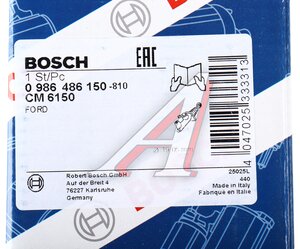 BOSCH
EAC
1 St/Pc
0 986 486 150 -810
CM 6150
FORD
Robert Bosch GmbH
Auf der Breit 4
76227 Karlsruhe
Germany
25025L
440
Made in Italy
Fabriqué en Italie
4 047025 333313
BOSCH